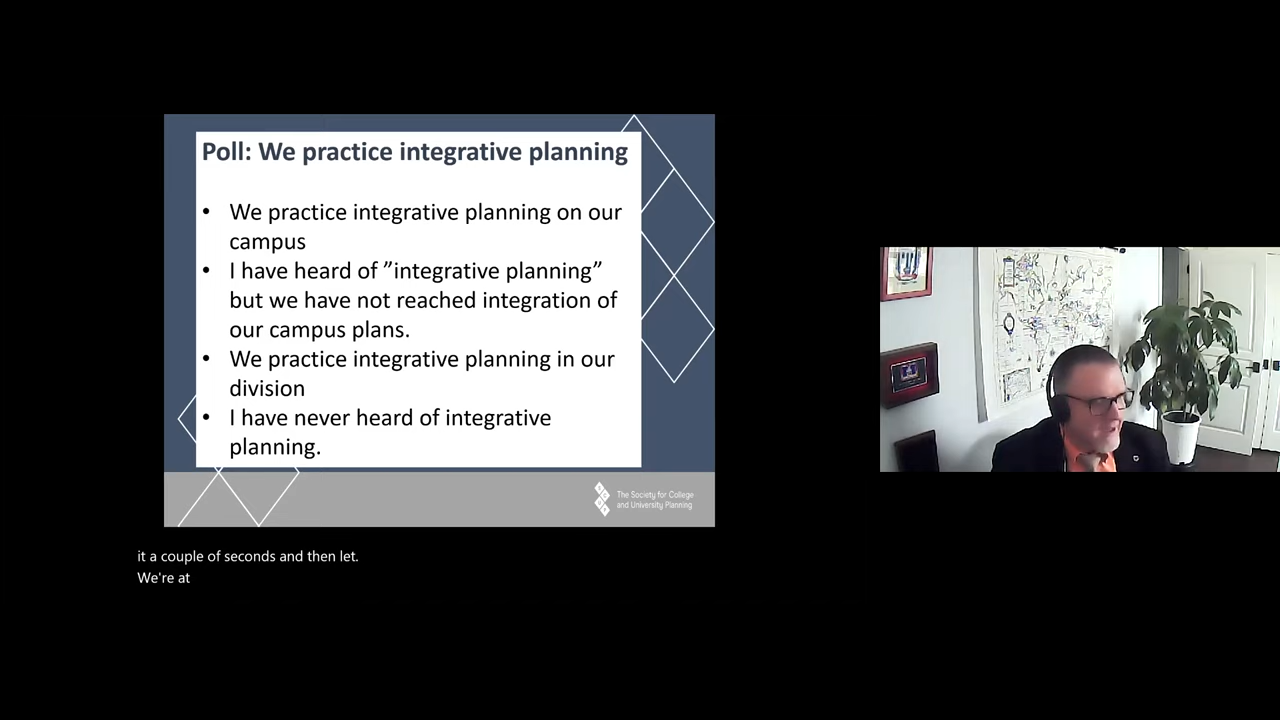 Poll: We practice integrative planning
• We practice integrative planning on our
campus
• I have heard of ”integrative planning”
but we have not reached integration of
our campus plans.
• We practice integrative planning in our
division
• I have never heard of integrative
planning.
SCUP
The Society for College
and University Planning
it a couple of seconds and then let.
We're at